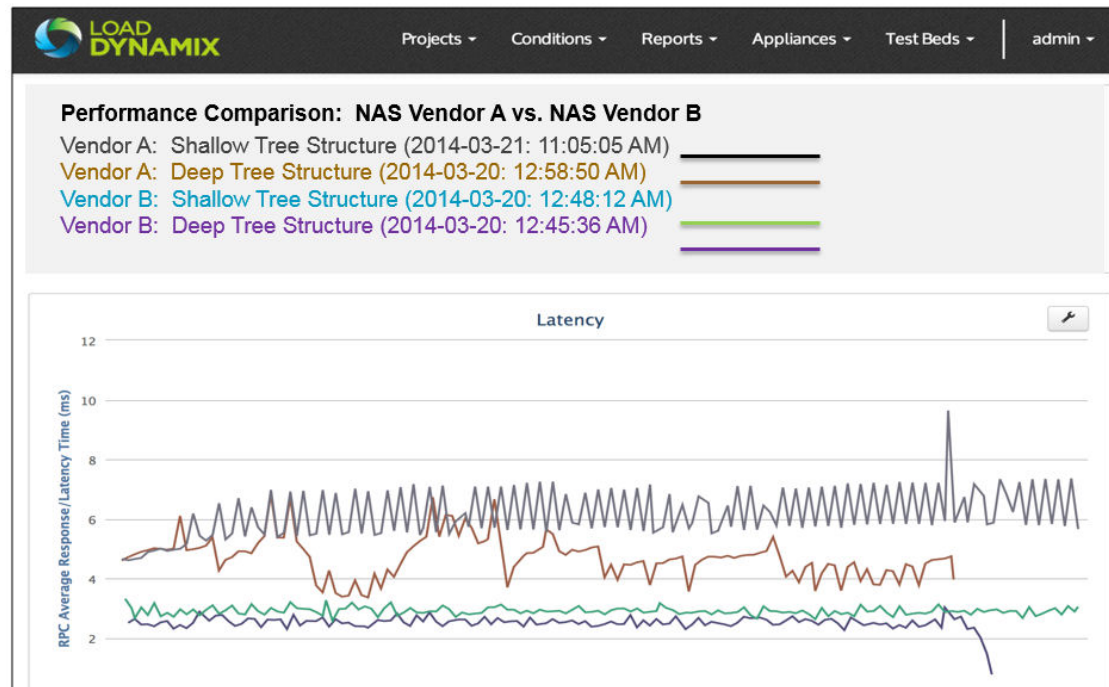 LOAD
DYNAMIX
Projects Conditions Reports Appliances Test Beds admin
Performance Comparison: NAS Vendor A vs. NAS Vendor B
Vendor A: Shallow Tree Structure (2014-03-21: 11:05:05 AM)
Vendor A: Deep Tree Structure (2014-03-20: 12:58:50 AM)
Vendor B: Shallow Tree Structure (2014-03-20: 12:48:12 AM)
Vendor B: Deep Tree Structure (2014-03-20: 12:45:36 AM)
Latency
RPC Average Response/Latency Time (ms)
12
10
8
6
4
2